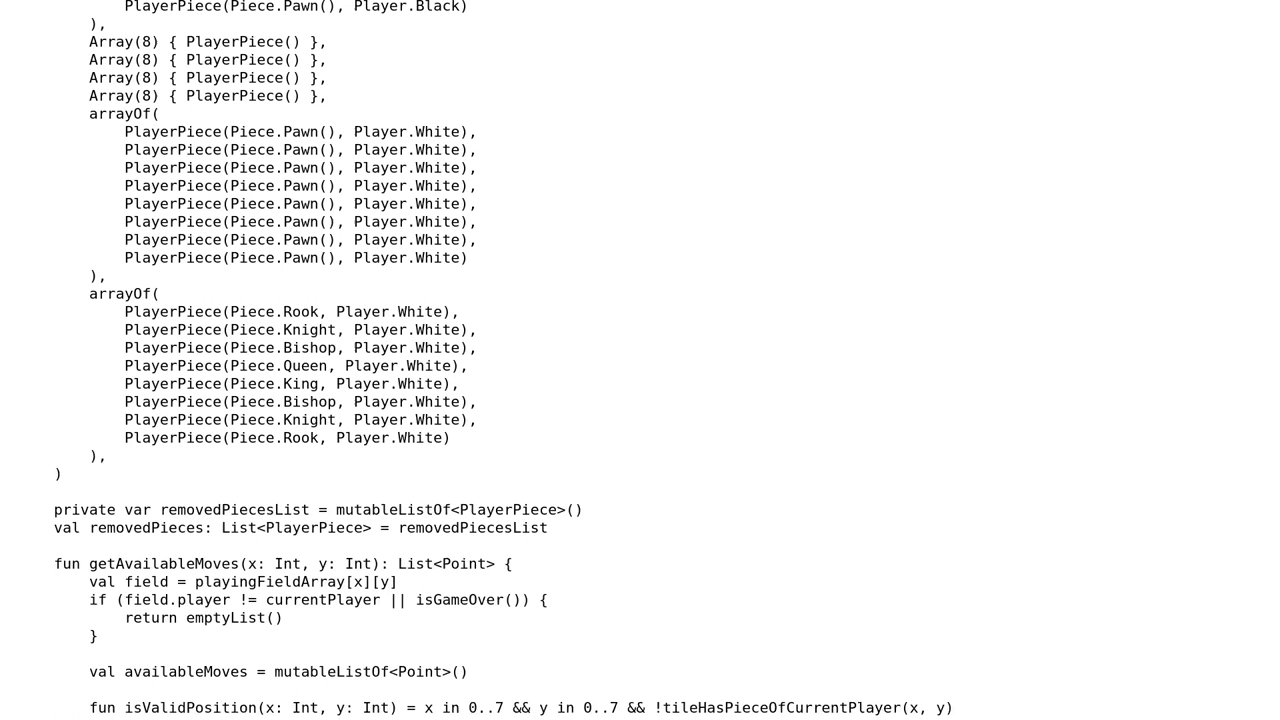 PlayerPiece(Piece.Pawn(), Player.Black)
),
Array(8) { PlayerPiece() },
Array(8) { PlayerPiece() },
Array(8) { PlayerPiece() },
Array(8) { PlayerPiece() },
arrayOf(
PlayerPiece(Piece.Pawn(), Player.White),
PlayerPiece(Piece.Pawn(), Player.White),
PlayerPiece(Piece.Pawn(), Player.White),
PlayerPiece(Piece.Pawn(), Player.White),
PlayerPiece(Piece.Pawn(), Player.White),
PlayerPiece(Piece.Pawn(), Player.White),
PlayerPiece(Piece.Pawn(), Player.White),
PlayerPiece(Piece.Pawn(), Player.White)
),
arrayOf(
PlayerPiece(Piece.Rook, Player.White),
PlayerPiece(Piece.Knight, Player.White),
PlayerPiece(Piece.Bishop, Player.White),
PlayerPiece(Piece.Queen, Player.White),
PlayerPiece(Piece.King, Player.White),
PlayerPiece(Piece.Bishop, Player.White),
PlayerPiece(Piece.Knight, Player.White),
PlayerPiece(Piece.Rook, Player.White)
),
)
private var removedPiecesList = mutableListOf<PlayerPiece>()
val removedPieces: List<PlayerPiece> = removedPiecesList
fun getAvailableMoves(x: Int, y: Int): List<Point> {
val field = playingFieldArray[x][y]
if (field.player != currentPlayer || isGameOver()) {
return emptyList()
}
val availableMoves = mutableListOf<Point>()
fun isValidPosition(x: Int, y: Int) = x in 0..7 && y in 0..7 && !tileHasPieceOfCurrentPlayer(x, y)